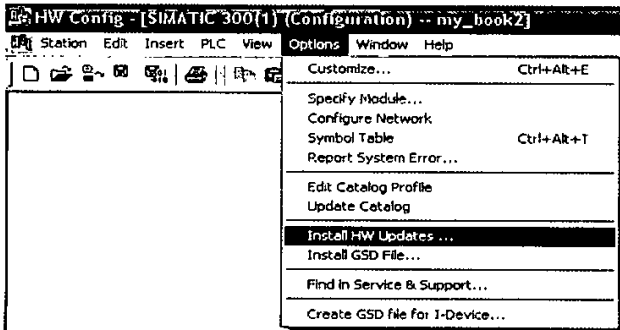 HW Config - [SIMATIC 300(1) (Configuration) -- my_book2]
Station Edit Insert PLC View Options Window Help
Customize... Ctrl+Alt+E
Specify Module...
Configure Network
Symbol Table Ctrl+Alt+T
Report System Error...
Edit Catalog Profile
Update Catalog
Install HW Updates ...
Install GSD File...
Find in Service & Support...
Create GSD file for I-Device...